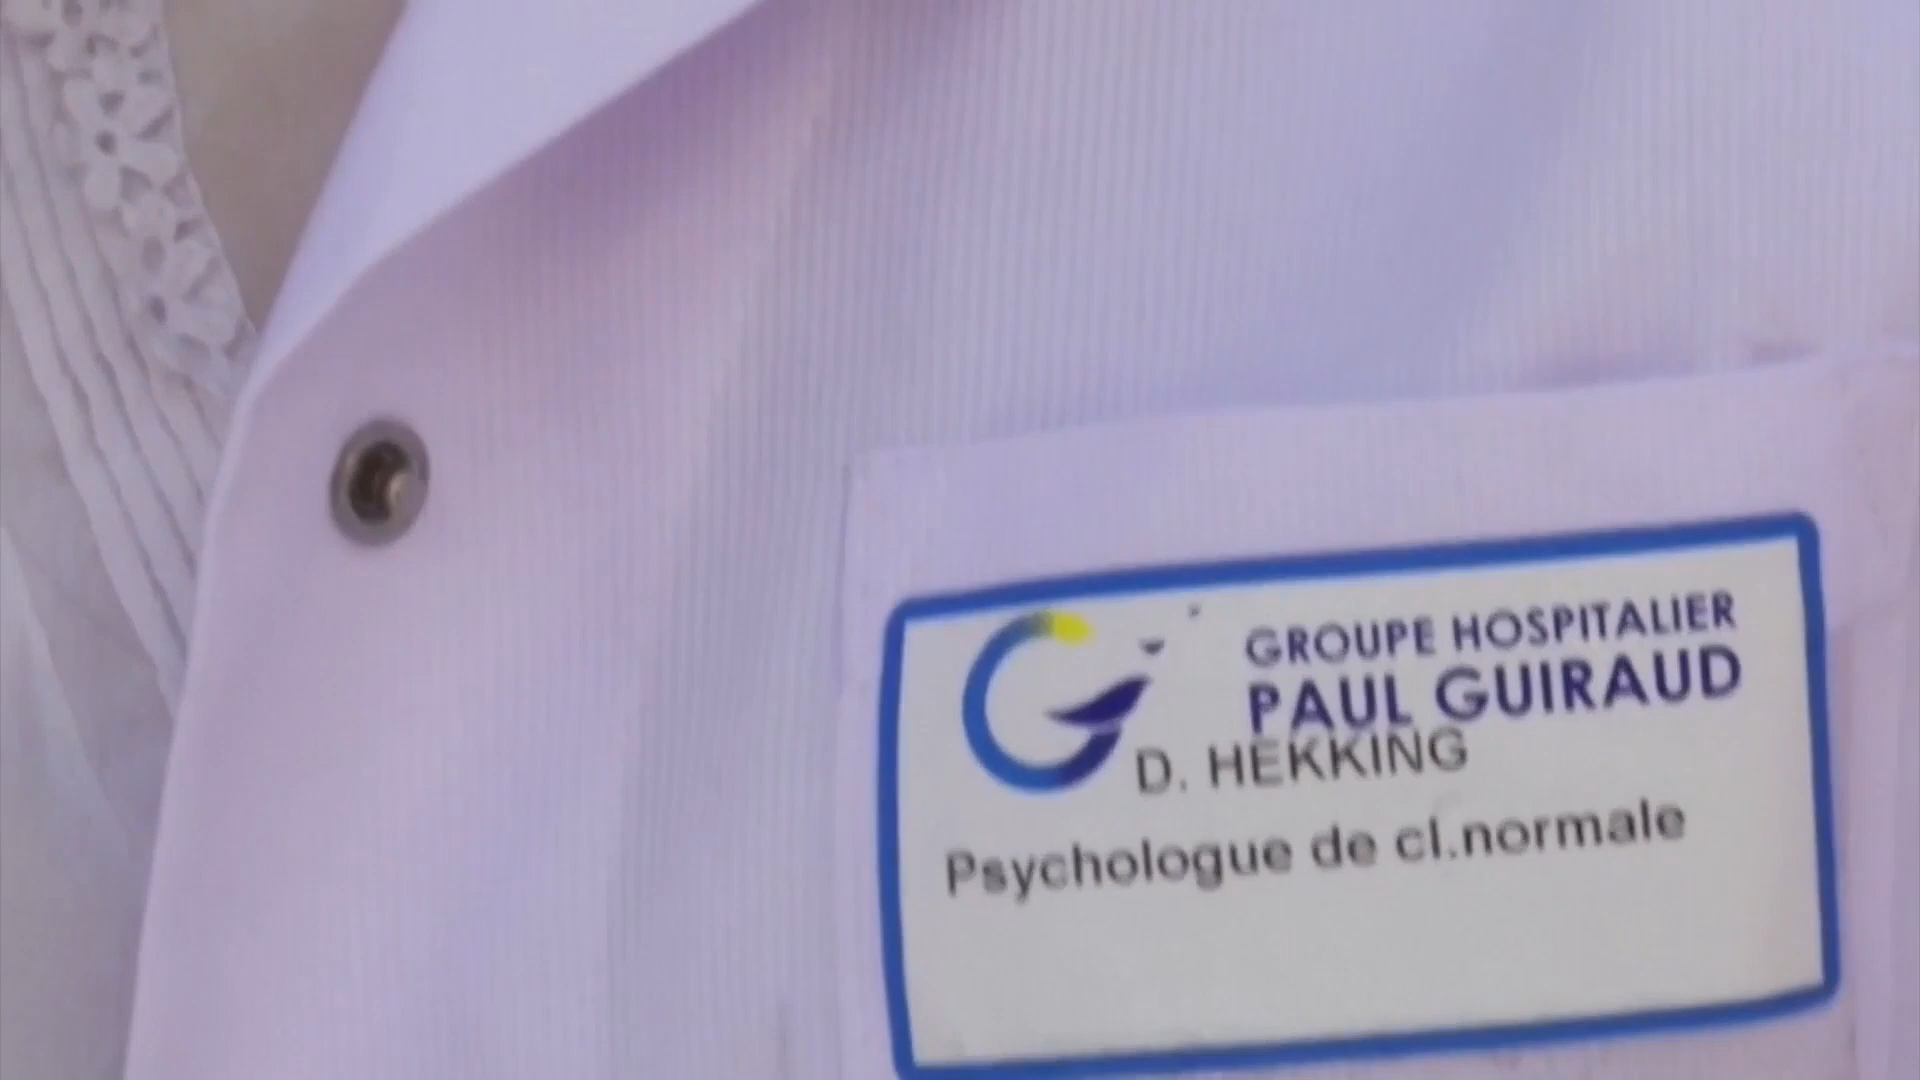 GROUPE HOSPITALIER
PAUL GUIRAUD
D. HEKKING
Psychologue de cl.normale